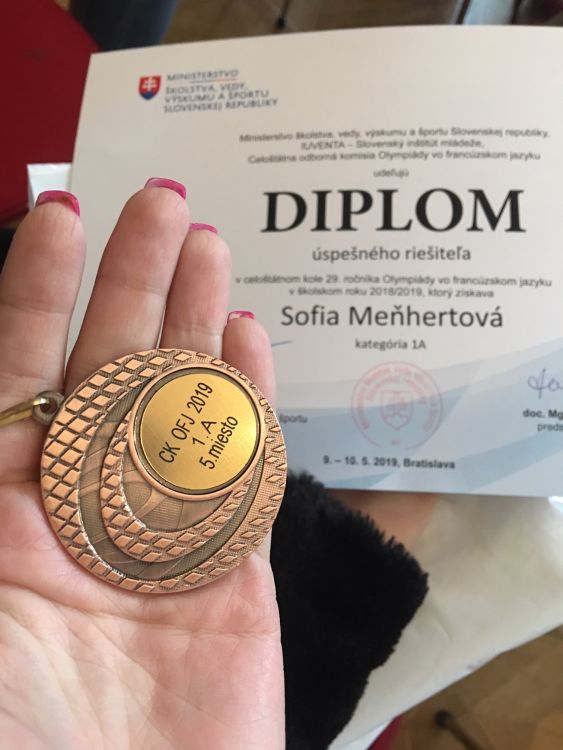 MINISTERSTVO
ŠKOLSTVA, VEDY,
VÝSKUMU A ŠPORTU
SLOVENSKEJ REPUBLIKY
Ministerstvo školstva, vedy, výskumu a športu Slovenskej republiky,
IUVENTA – Slovenský inštitút mládeže,
Celoštátna odborná komisia Olympiády vo francúzskom jazyku
udeľujú
DIPLOM
úspešného riešiteľa
v celoštátnom kole 29. ročníka Olympiády vo francúzskom jazyku
v školskom roku 2018/2019, ktorý získava
Sofia Meňhertová
kategória 1A
doc. Mg
športu
preds
9. – 10. 5. 2019, Bratislava
CK OFJ 2019
1. A
5.miesto